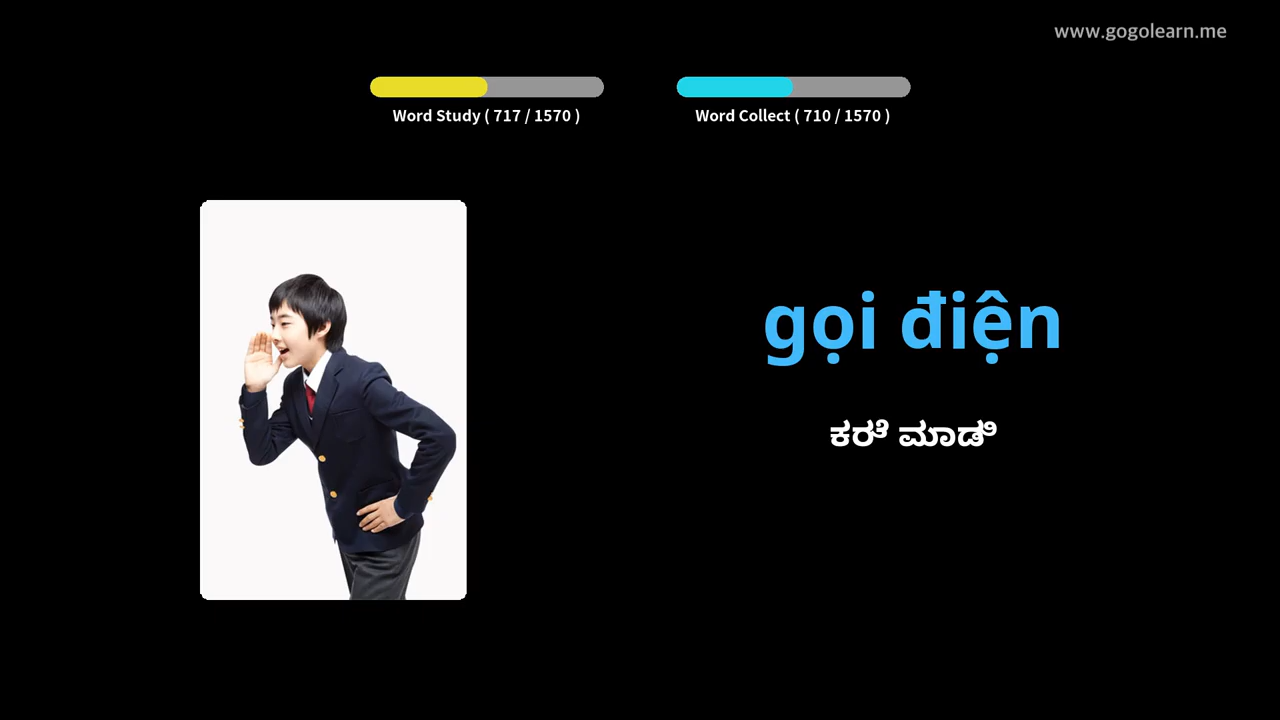 www.gogolearn.me
Word Study ( 717 / 1570 )
Word Collect ( 710 / 1570 )
gọi điện
ಕರೆ ಮಾಡಿ